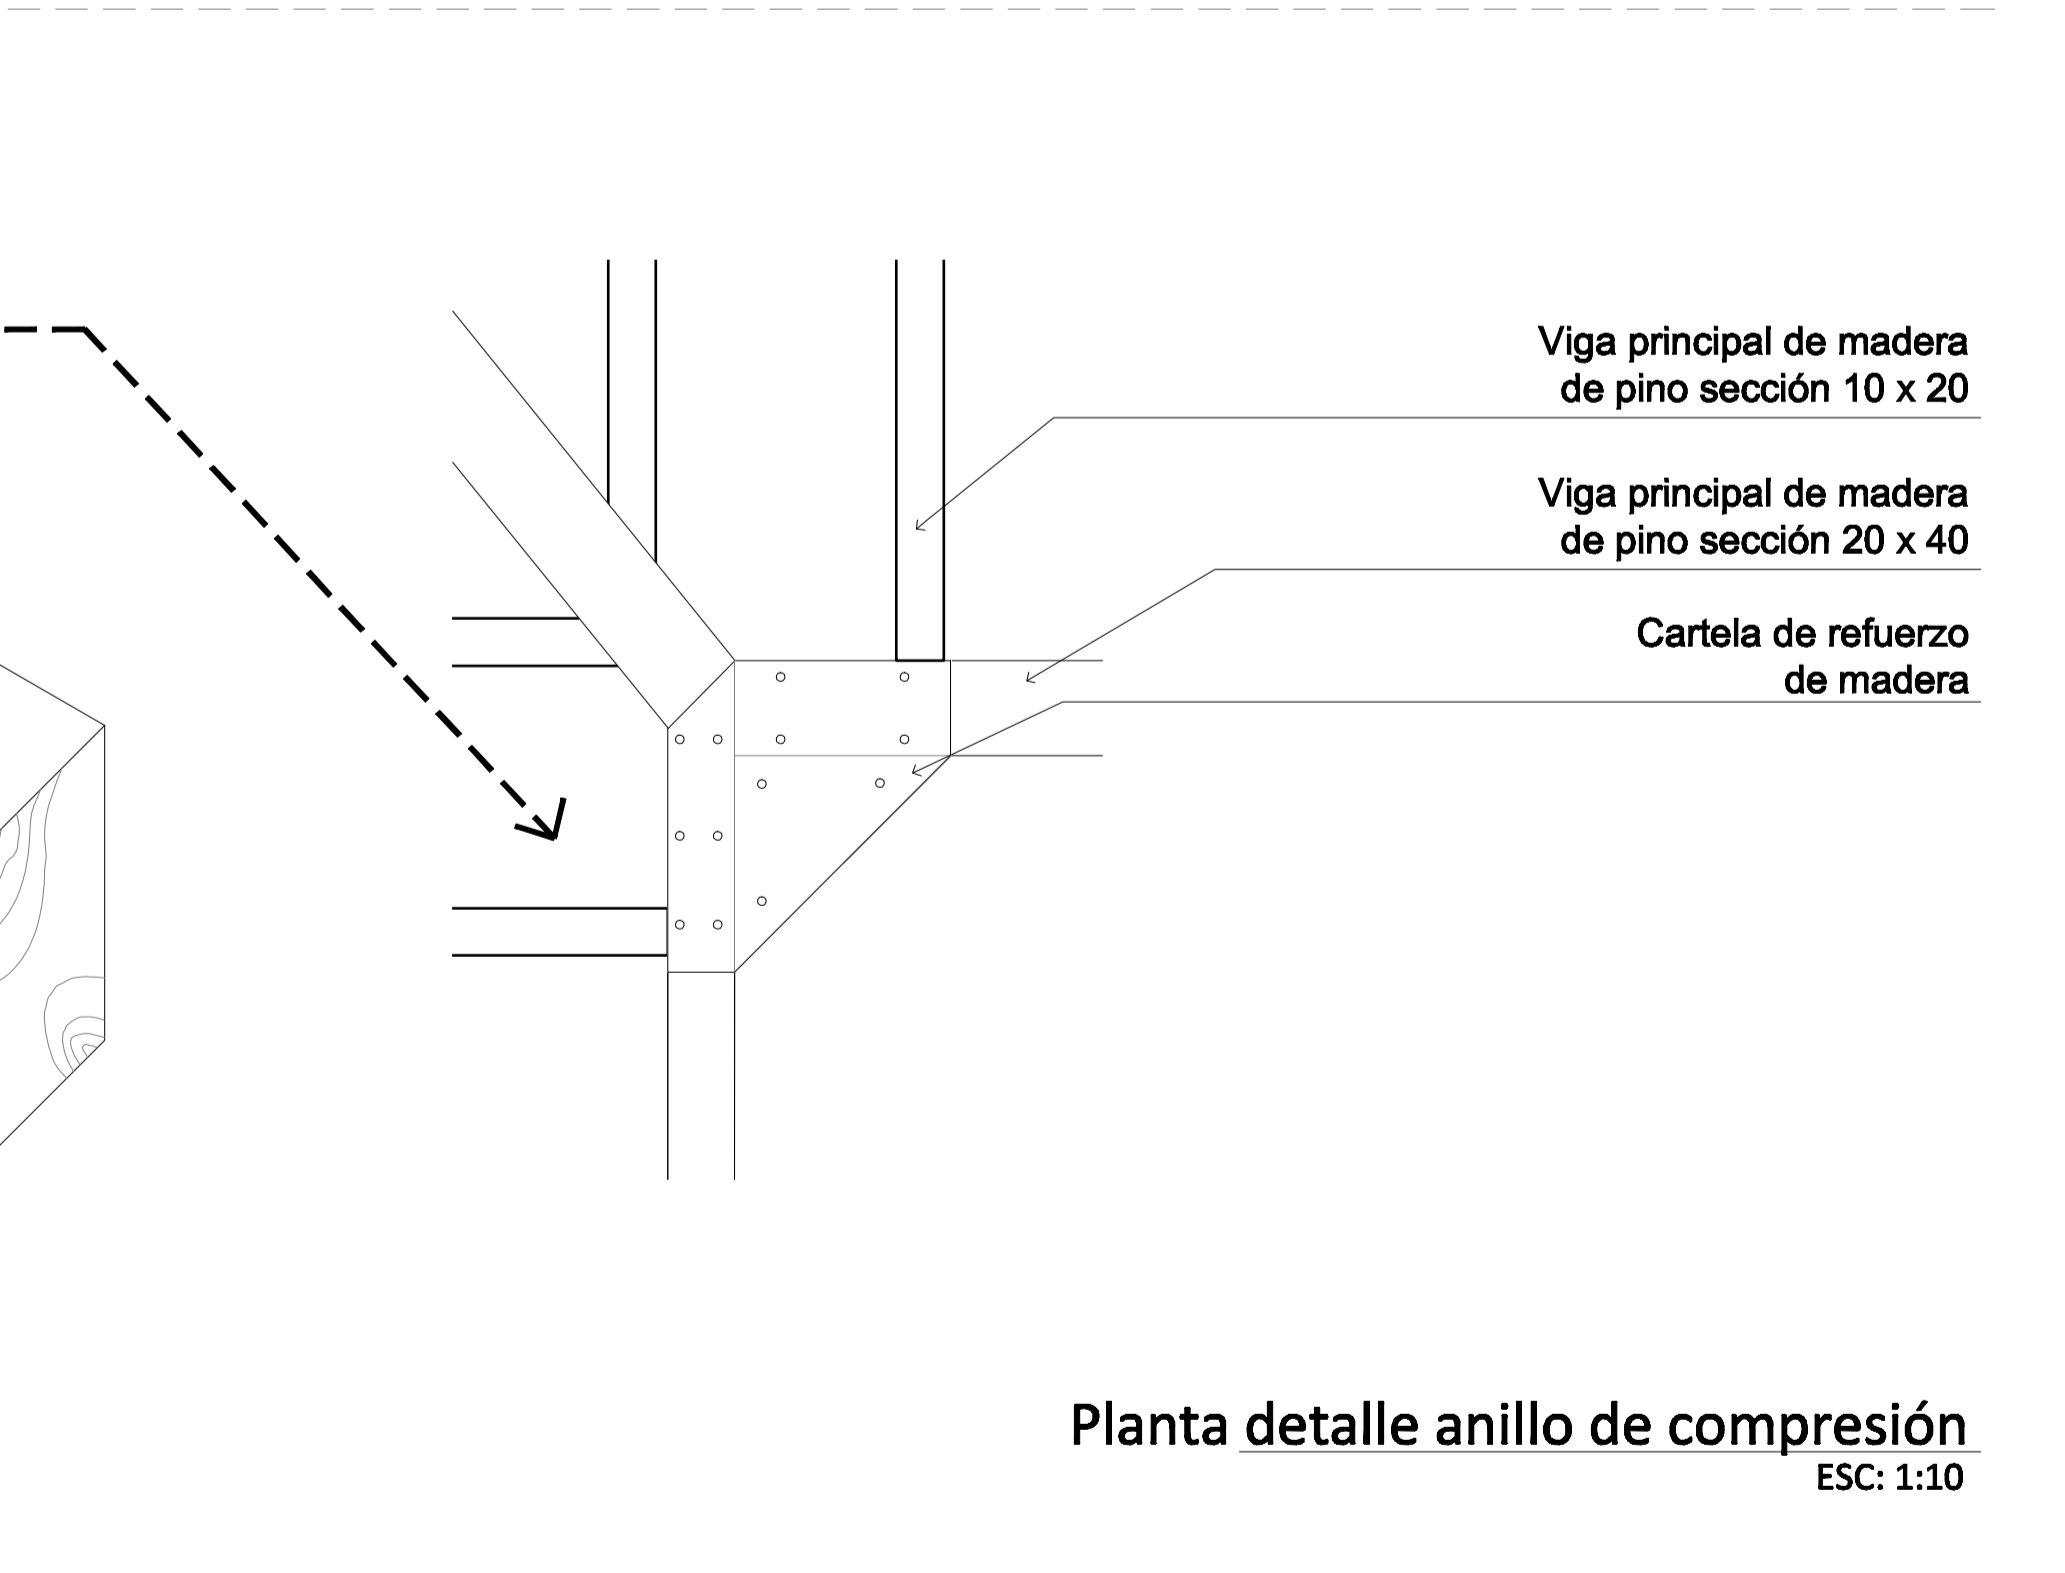 Viga principal de madera
de pino sección 10 x 20
Viga principal de madera
de pino sección 20 x 40
Cartela de refuerzo
de madera
Planta detalle anillo de compresión
ESC: 1:10